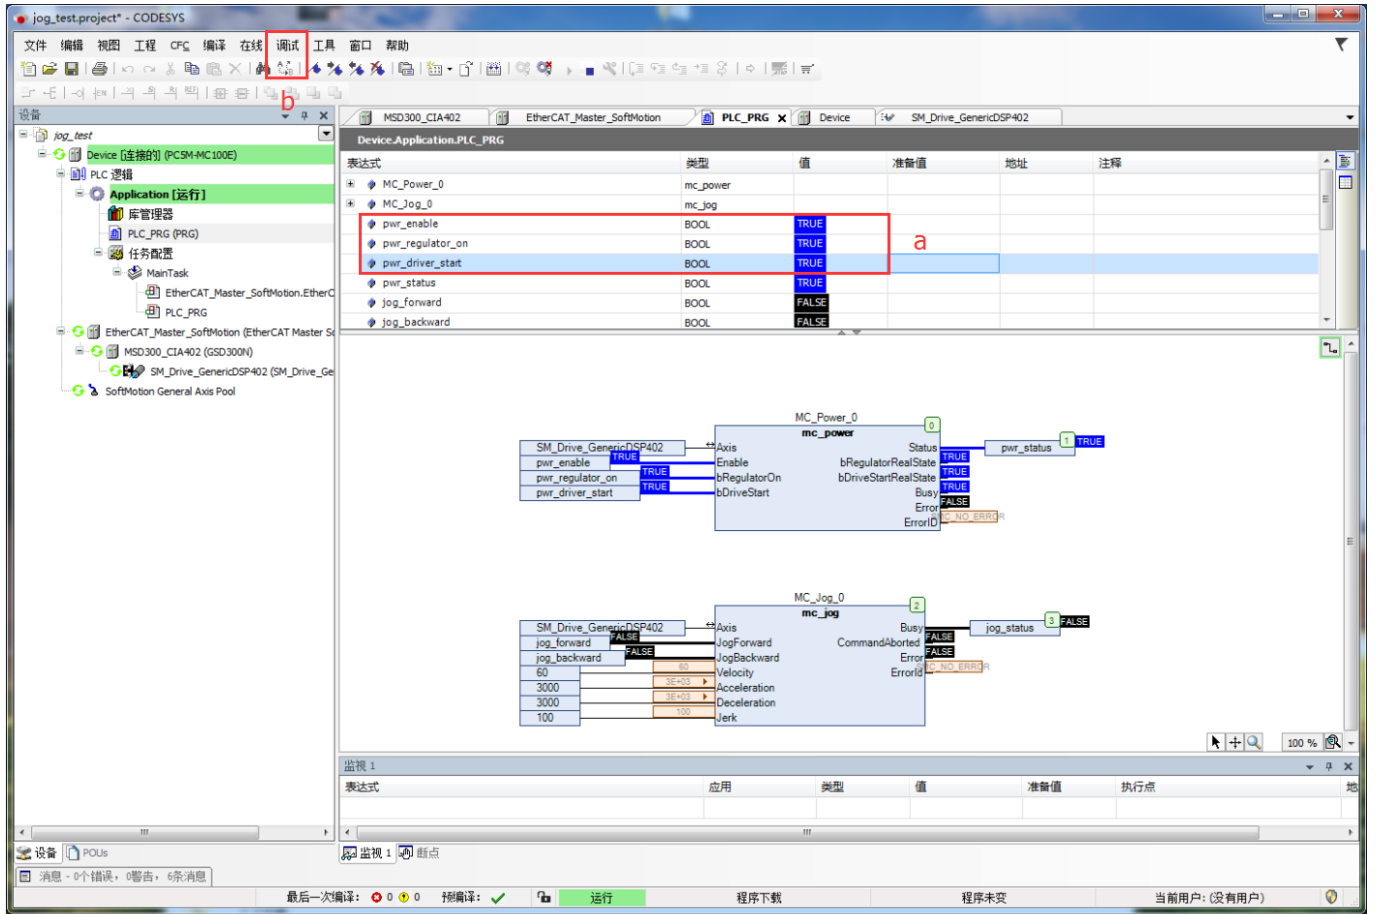 jog_test.project* - CODESYS
文件 编辑 视图 工程 CFC 编译 在线 调试 工具 窗口 帮助
b
设备
jog_test
Device [连接的] (PC5M-MC100E)
PLC 逻辑
Application [运行]
库管理器
PLC_PRG (PRG)
任务配置
MainTask
EtherCAT_Master_SoftMotion.EtherC
PLC_PRG
EtherCAT_Master_SoftMotion (EtherCAT Master So
MSD300_CIA402 (GSD300N)
SM_Drive_GenericDSP402 (SM_Drive_Ge
SoftMotion General Axis Pool
设备 POUs
MSD300_CIA402 EtherCAT_Master_SoftMotion PLC_PRG Device SM_Drive_GenericDSP402
Device.Application.PLC_PRG
表达式 类型 值 准备值 地址 注释
MC_Power_0 mc_power
MC_Jog_0 mc_jog
pwr_enable BOOL TRUE
pwr_regulator_on BOOL TRUE
a
pwr_driver_start BOOL TRUE
pwr_status BOOL TRUE
jog_forward BOOL FALSE
jog_backward BOOL FALSE
MC_Power_0
0
mc_power
SM_Drive_GenericDSP402 Axis Status pwr_status 1 TRUE
pwr_enable TRUE Enable bRegulatorRealState TRUE
pwr_regulator_on TRUE bRegulatorOn bDriveStartRealState TRUE
pwr_driver_start TRUE bDriveStart Busy TRUE
Error FALSE
ErrorID SMC_NO_ERROR
MC_Jog_0
2
mc_jog
SM_Drive_GenericDSP402 Axis Busy jog_status 3 FALSE
jog_forward FALSE JogForward CommandAborted FALSE
jog_backward FALSE JogBackward Error FALSE
60 60 Velocity ErrorId SMC_NO_ERROR
3000 3E+03 Acceleration
3000 3E+03 Deceleration
100 100 Jerk
100 %
监视 1
表达式 应用 类型 值 准备值 执行点 地
监视 1 断点
消息 - 0个错误, 0警告, 6条消息
最后一次编译: 0 0 预编译: 运行 程序下载 程序未变 当前用户: (没有用户)